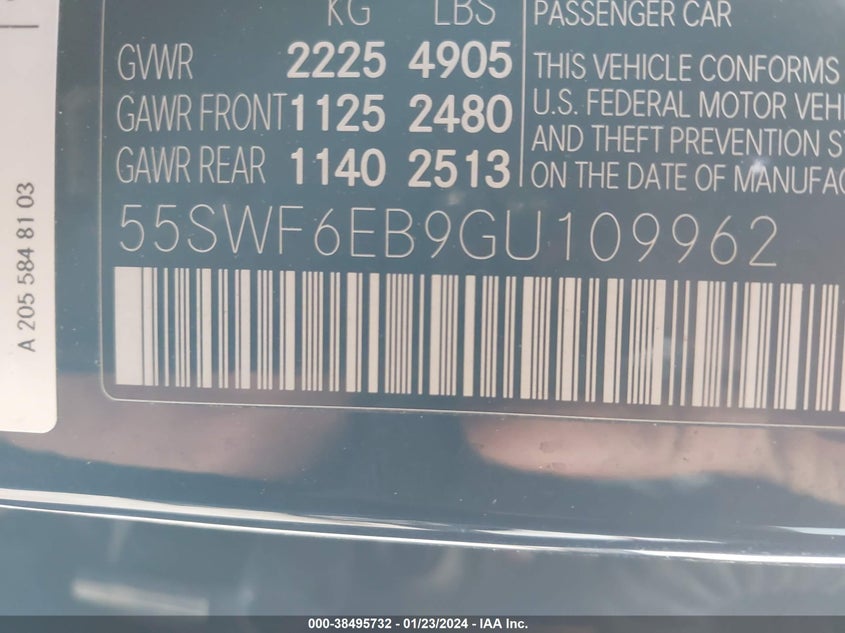 KG LBS
GVWR 2225 4905
GAWR FRONT 1125 2480
GAWR REAR 1140 2513
PASSENGER CAR
THIS VEHICLE CONFORMS
U.S. FEDERAL MOTOR
AND THEFT PREVENTION
ON THE DATE OF
55SWF6EB9GU109962
A 205 584 81 03
000-38495732 - 01/23/2024 - IAA Inc.